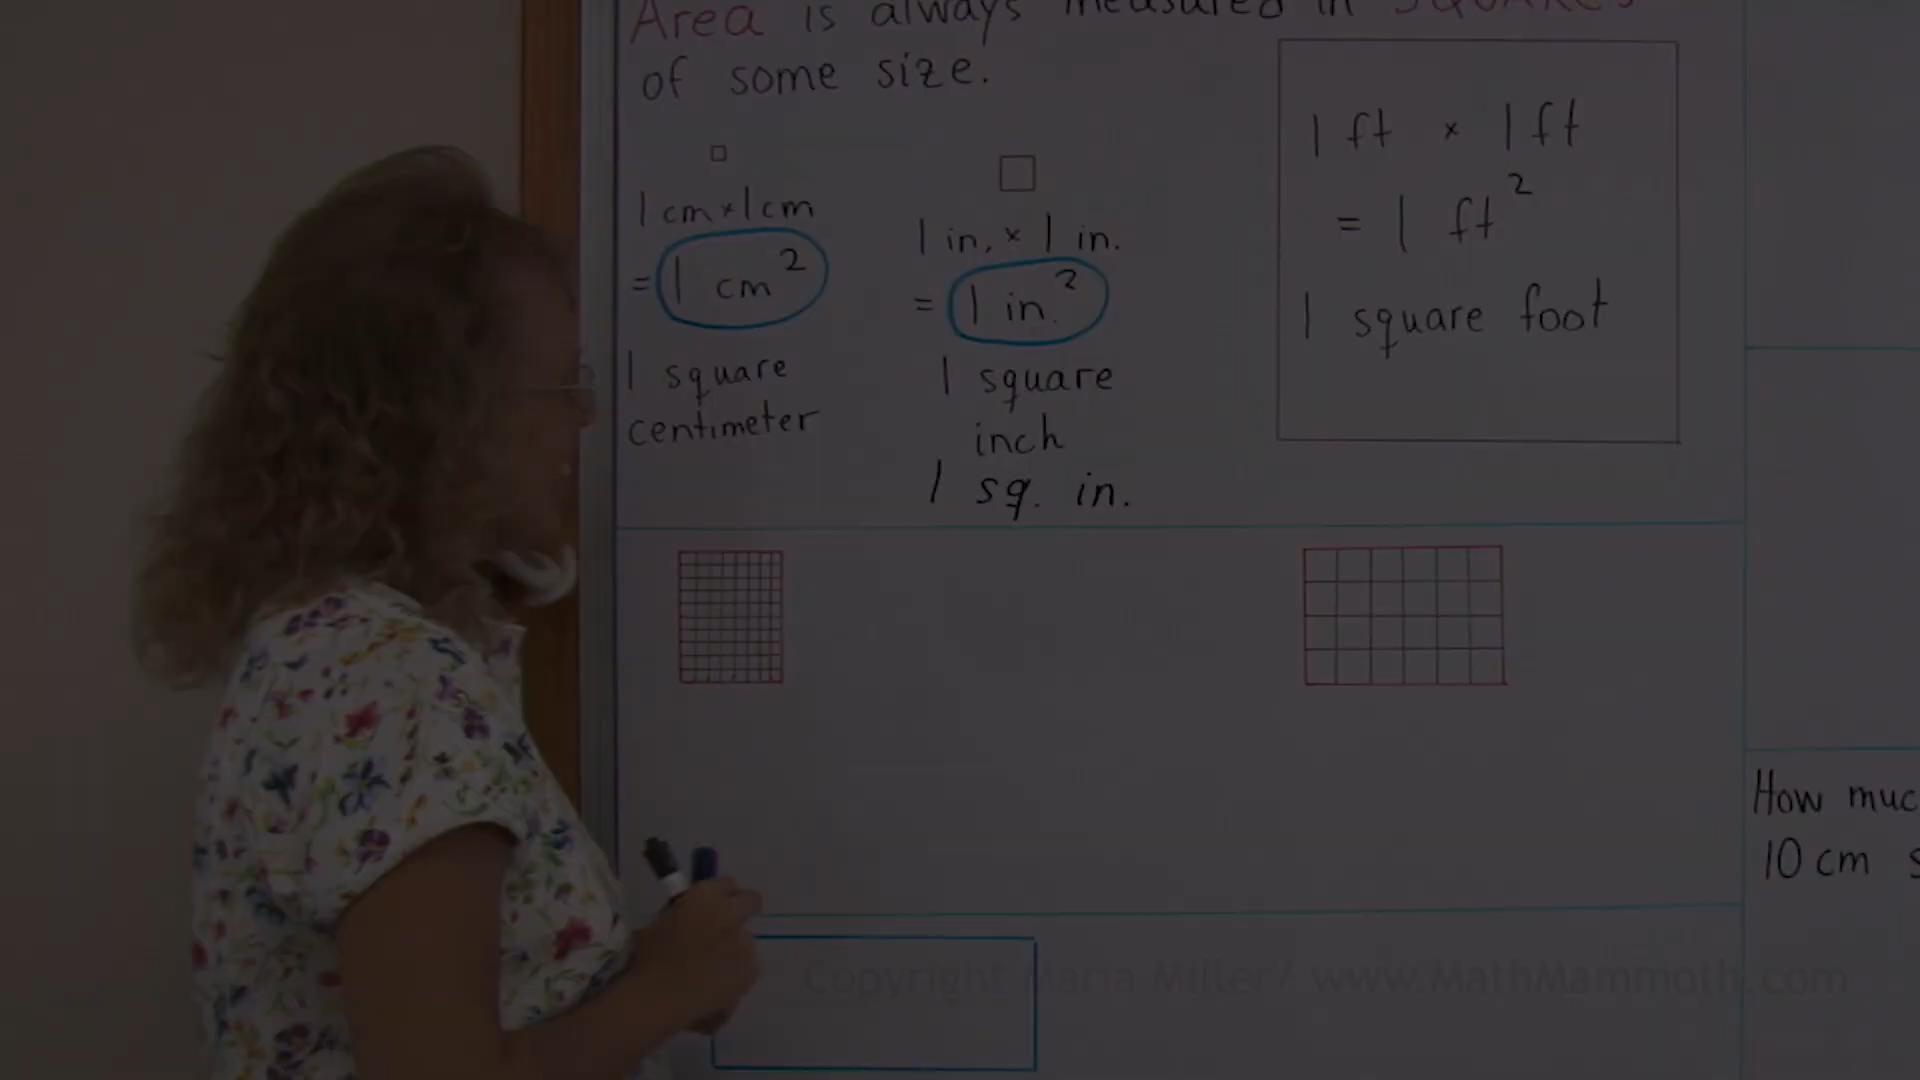 Area is always measured in SQUARES
of some size.
1 cm × 1 cm
= 1 cm²
1 square
centimeter
1 in. × 1 in.
= 1 in.²
1 square
inch
1 sq. in.
1 ft × 1 ft
= 1 ft²
1 square foot
How muc
10 cm s
Copyright Maria Miller / www.MathMammoth.com